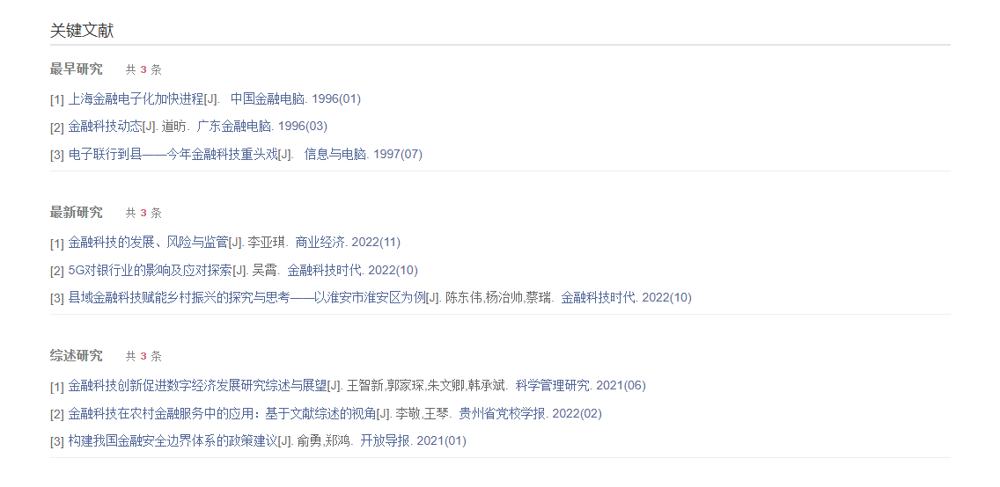 关键文献
最早研究 共 3 条
[1] 上海金融电子化加快进程[J]. 中国金融电脑. 1996(01)
[2] 金融科技动态[J]. 道昉. 广东金融电脑. 1996(03)
[3] 电子联行到县——今年金融科技重头戏[J]. 信息与电脑. 1997(07)
最新研究 共 3 条
[1] 金融科技的发展、风险与监管[J]. 李亚琪. 商业经济. 2022(11)
[2] 5G对银行业的影响及应对探索[J]. 吴霄. 金融科技时代. 2022(10)
[3] 县域金融科技赋能乡村振兴的探究与思考——以淮安市淮安区为例[J]. 陈东伟,杨治帅,蔡瑞. 金融科技时代. 2022(10)
综述研究 共 3 条
[1] 金融科技创新促进数字经济发展研究综述与展望[J]. 王智新,郭家琛,朱文卿,韩承斌. 科学管理研究. 2021(06)
[2] 金融科技在农村金融服务中的应用：基于文献综述的视角[J]. 李敬,王琴. 贵州省党校学报. 2022(02)
[3] 构建我国金融安全边界体系的政策建议[J]. 俞勇,郑鸿. 开放导报. 2021(01)